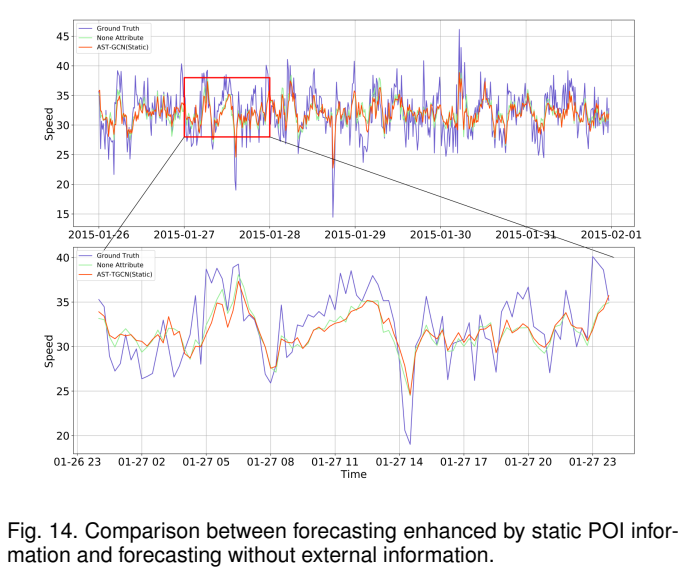 Ground Truth
None Attribute
AST-GCN(Static)
45
40
35
30
25
20
15
Speed
2015-01-26 2015-01-27 2015-01-28 2015-01-29 2015-01-30 2015-01-31 2015-02-01
Ground Truth
None Attribute
AST-TGCN(Static)
40
35
30
25
20
Speed
01-26 23 01-27 02 01-27 05 01-27 08 01-27 11 01-27 14 01-27 17 01-27 20 01-27 23
Time
Fig. 14. Comparison between forecasting enhanced by static POI infor-
mation and forecasting without external information.